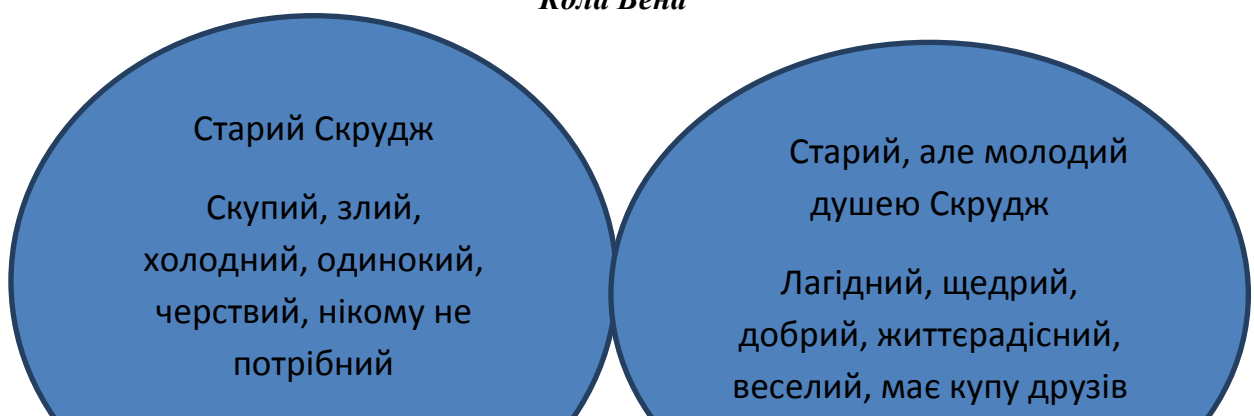 Кола Вена
Старий Скрудж
Скупий, злий,
холодний, одинокий,
черствий, нікому не
потрібний
Старий, але молодий
душею Скрудж
Лагідний, щедрий,
добрий, життєрадісний,
веселий, має купу друзів